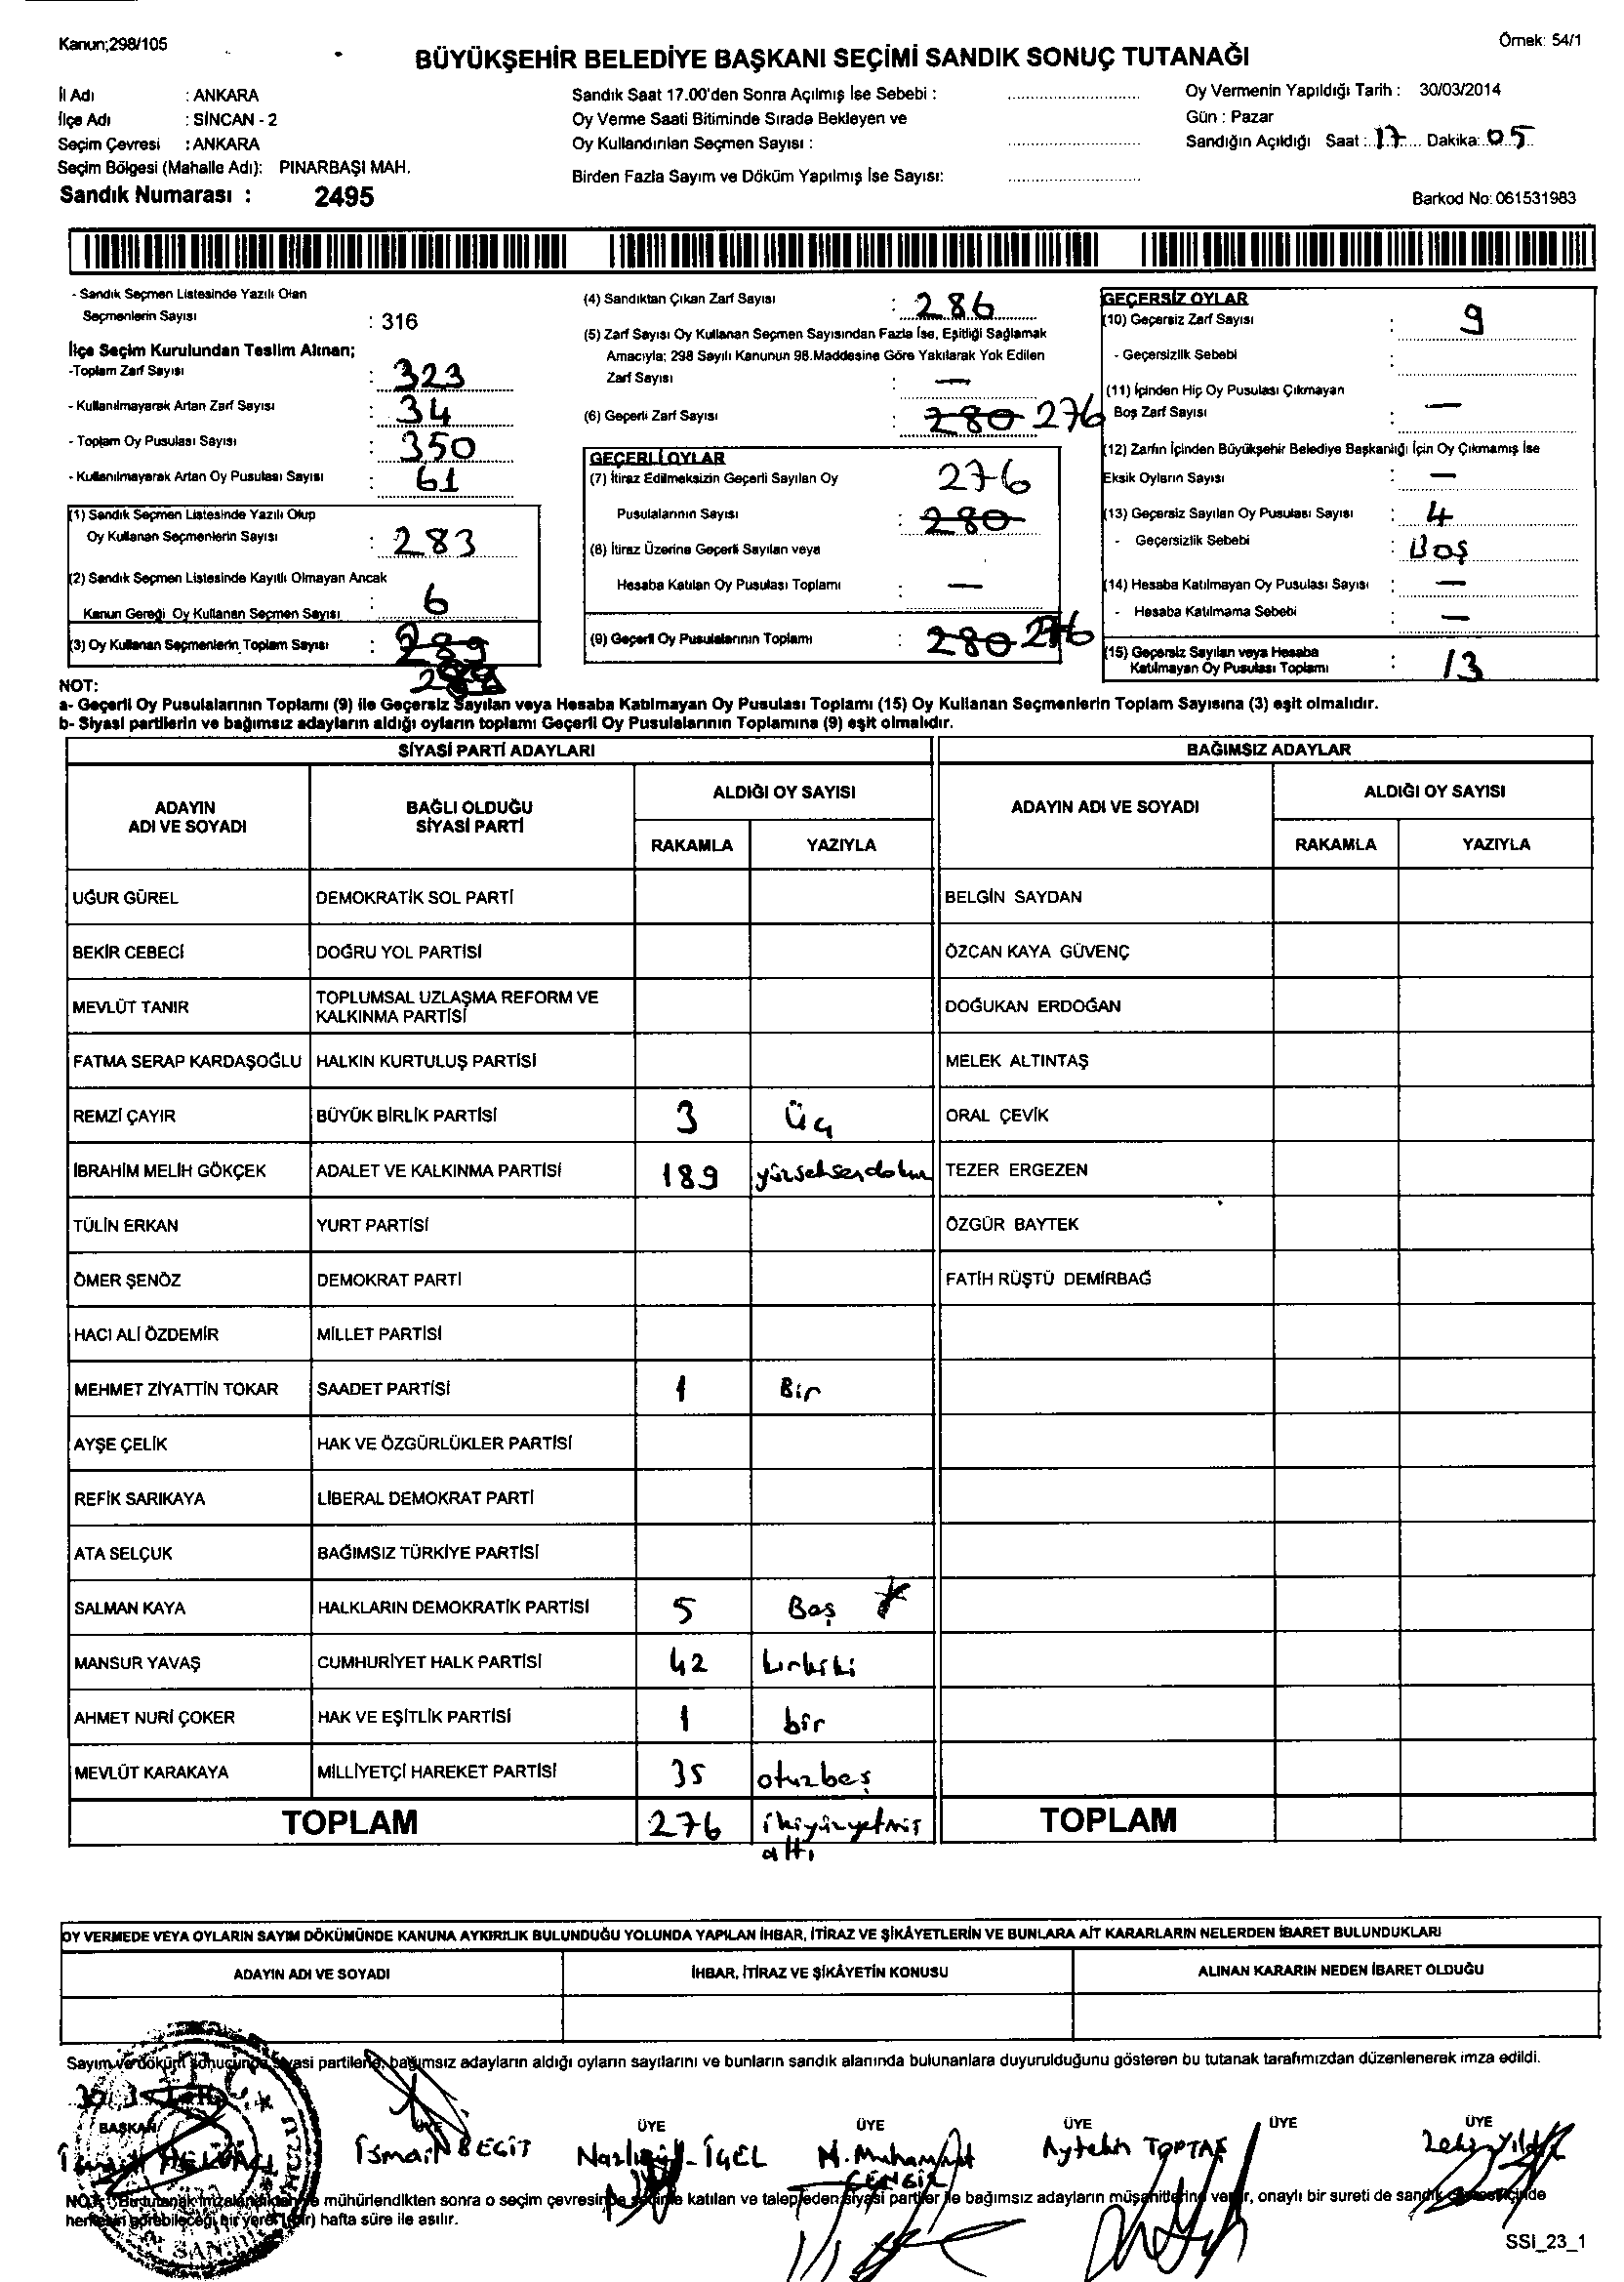 Kanun;298/105
Örnek: 54/1
BÜYÜKŞEHİR BELEDİYE BAŞKANI SEÇİMİ SANDIK SONUÇ TUTANAĞI
İl Adı : ANKARA
İlçe Adı : SİNCAN - 2
Seçim Çevresi : ANKARA
Seçim Bölgesi (Mahalle Adı): PINARBAŞI MAH.
Sandık Numarası : 2495
Sandık Saat 17.00'den Sonra Açılmış İse Sebebi :
Oy Verme Saati Bitiminde Sırada Bekleyen ve
Oy Kullandırılan Seçmen Sayısı :
Birden Fazla Sayım ve Döküm Yapılmış İse Sayısı:
Oy Vermenin Yapıldığı Tarih : 30/03/2014
Gün : Pazar
Sandığın Açıldığı Saat : 17 Dakika: 05
Barkod No: 061531983
- Sandık Seçmen Listesinde Yazılı Olan
Seçmenlerin Sayısı : 316
İlçe Seçim Kurulundan Teslim Alınan;
-Toplam Zarf Sayısı : 323
- Kullanılmayarak Artan Zarf Sayısı : 34
- Toplam Oy Pusulası Sayısı : 350
- Kullanılmayarak Artan Oy Pusulası Sayısı : 61
(1) Sandık Seçmen Listesinde Yazılı Olup
Oy Kullanan Seçmenlerin Sayısı : 283
(2) Sandık Seçmen Listesinde Kayıtlı Olmayan Ancak
Kanun Gereği Oy Kullanan Seçmen Sayısı : 6
(3) Oy Kullanan Seçmenlerin Toplam Sayısı : 289
(4) Sandıktan Çıkan Zarf Sayısı : 286
(5) Zarf Sayısı Oy Kullanan Seçmen Sayısından Fazla İse, Eşitliği Sağlamak
Amacıyla; 298 Sayılı Kanunun 98.Maddesine Göre Yakılarak Yok Edilen
Zarf Sayısı : —
(6) Geçerli Zarf Sayısı : 280 276
GEÇERLİ OYLAR
(7) İtiraz Edilmeksizin Geçerli Sayılan Oy 276
Pusulalarının Sayısı : 280
(8) İtiraz Üzerine Geçerli Sayılan veya
Hesaba Katılan Oy Pusulası Toplamı : —
(9) Geçerli Oy Pusulalarının Toplamı : 280 276
GEÇERSİZ OYLAR
(10) Geçersiz Zarf Sayısı : 9
- Geçersizlik Sebebi :
(11) İçinden Hiç Oy Pusulası Çıkmayan
Boş Zarf Sayısı : —
(12) Zarfın İçinden Büyükşehir Belediye Başkanlığı İçin Oy Çıkmamış İse
Eksik Oyların Sayısı : —
(13) Geçersiz Sayılan Oy Pusulası Sayısı : 4
- Geçersizlik Sebebi : Boş
(14) Hesaba Katılmayan Oy Pusulası Sayısı : —
- Hesaba Katılmama Sebebi : —
(15) Geçersiz Sayılan veya Hesaba
Katılmayan Oy Pusulası Toplamı : 13
NOT:
a- Geçerli Oy Pusulalarının Toplamı (9) ile Geçersiz Sayılan veya Hesaba Katılmayan Oy Pusulası Toplamı (15) Oy Kullanan Seçmenlerin Toplam Sayısına (3) eşit olmalıdır.
b- Siyasi partilerin ve bağımsız adayların aldığı oyların toplamı Geçerli Oy Pusulalarının Toplamına (9) eşit olmalıdır.
SİYASİ PARTİ ADAYLARI
BAĞIMSIZ ADAYLAR
ADAYIN ADI VE SOYADI
BAĞLI OLDUĞU SİYASİ PARTİ
ALDIĞI OY SAYISI
RAKAMLA YAZIYLA
ADAYIN ADI VE SOYADI
ALDIĞI OY SAYISI
RAKAMLA YAZIYLA
UĞUR GÜREL DEMOKRATİK SOL PARTİ BELGİN SAYDAN
BEKİR CEBECİ DOĞRU YOL PARTİSİ ÖZCAN KAYA GÜVENÇ
MEVLÜT TANIR TOPLUMSAL UZLAŞMA REFORM VE KALKINMA PARTİSİ DOĞUKAN ERDOĞAN
FATMA SERAP KARDAŞOĞLU HALKIN KURTULUŞ PARTİSİ MELEK ALTINTAŞ
REMZİ ÇAYIR BÜYÜK BİRLİK PARTİSİ 3 Üç ORAL ÇEVİK
İBRAHİM MELİH GÖKÇEK ADALET VE KALKINMA PARTİSİ 189 TEZER ERGEZEN
TÜLİN ERKAN YURT PARTİSİ ÖZGÜR BAYTEK
ÖMER ŞENÖZ DEMOKRAT PARTİ FATİH RÜŞTÜ DEMİRBAĞ
HACI ALİ ÖZDEMİR MİLLET PARTİSİ
MEHMET ZİYATTİN TOKAR SAADET PARTİSİ 1 Bir
AYŞE ÇELİK HAK VE ÖZGÜRLÜKLER PARTİSİ
REFİK SARIKAYA LİBERAL DEMOKRAT PARTİ
ATA SELÇUK BAĞIMSIZ TÜRKİYE PARTİSİ
SALMAN KAYA HALKLARIN DEMOKRATİK PARTİSİ 5 Beş
MANSUR YAVAŞ CUMHURİYET HALK PARTİSİ 42 kırkiki
AHMET NURİ ÇOKER HAK VE EŞİTLİK PARTİSİ 1 bir
MEVLÜT KARAKAYA MİLLİYETÇİ HAREKET PARTİSİ 35 otuzbeş
TOPLAM 276 ikiyüzyetmiş TOPLAM
altı
OY VERMEDE VEYA OYLARIN SAYIM DÖKÜMÜNDE KANUNA AYKIRILIK BULUNDUĞU YOLUNDA YAPILAN İHBAR, İTİRAZ VE ŞİKÂYETLERİN VE BUNLARA AİT KARARLARIN NELERDEN İBARET BULUNDUKLARI
ADAYIN ADI VE SOYADI İHBAR, İTİRAZ VE ŞİKÂYETİN KONUSU ALINAN KARARIN NEDEN İBARET OLDUĞU
Sayım ve döküm sonucunda siyasi partilerle, bağımsız adayların aldığı oyların sayılarını ve bunların sandık alanında bulunanlara duyurulduğunu gösteren bu tutanak tarafımızdan düzenlenerek imza edildi.
BAŞKAN ÜYE ÜYE ÜYE ÜYE ÜYE ÜYE
İsmail BEGİT Nazlıgül İGEL M. Muhammet Aytekin TOPTAŞ
CENGİZ
NOT: Bu tutanak imzalandıktan ve mühürlendikten sonra o seçim çevresinde seçime katılan ve talep eden siyasi partiler ile bağımsız adayların müşahitlerine verilir, onaylı bir sureti de sandık çevresi içinde
herkesin görebileceği bir yere (bir) hafta süre ile asılır.
SSİ_23_1